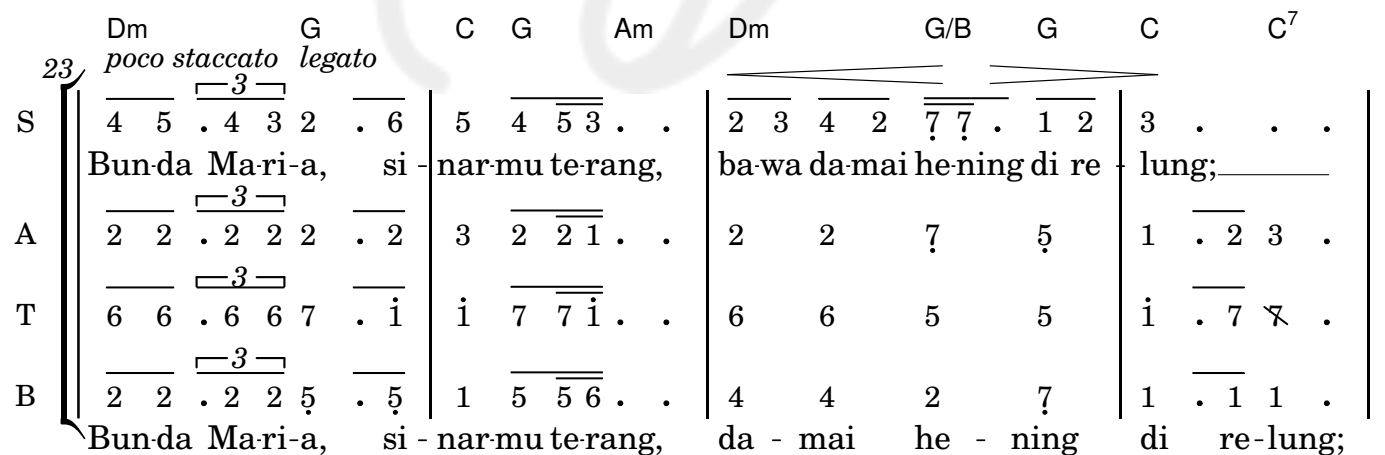 Dm G C G Am Dm G/B G C C7
poco staccato legato
23
3
S 4 5 . 4 3 2 . 6 5 4 5 3 . . 2 3 4 2 7̣ 7̣ . 1 2 3 . . .
Bun-da Ma-ri-a, si - nar-mu te-rang, ba-wa da-mai he-ning di re - lung;
3
A 2 2 . 2 2 2 . 2 3 2 2 1 . . 2 2 7̣ 5̣ 1 . 2 3 .
3
T 6 6 . 6 6 7 . 1̇ 1̇ 7 7 1̇ . . 6 6 5 5 1̇ . 7 7̷ .
3
B 2 2 . 2 2 5̣ . 5̣ 1 5 5 6 . . 4 4 2 7̣ 1 . 1 1 .
Bun-da Ma-ri-a, si - nar-mu te-rang, da - mai he - ning di re-lung;